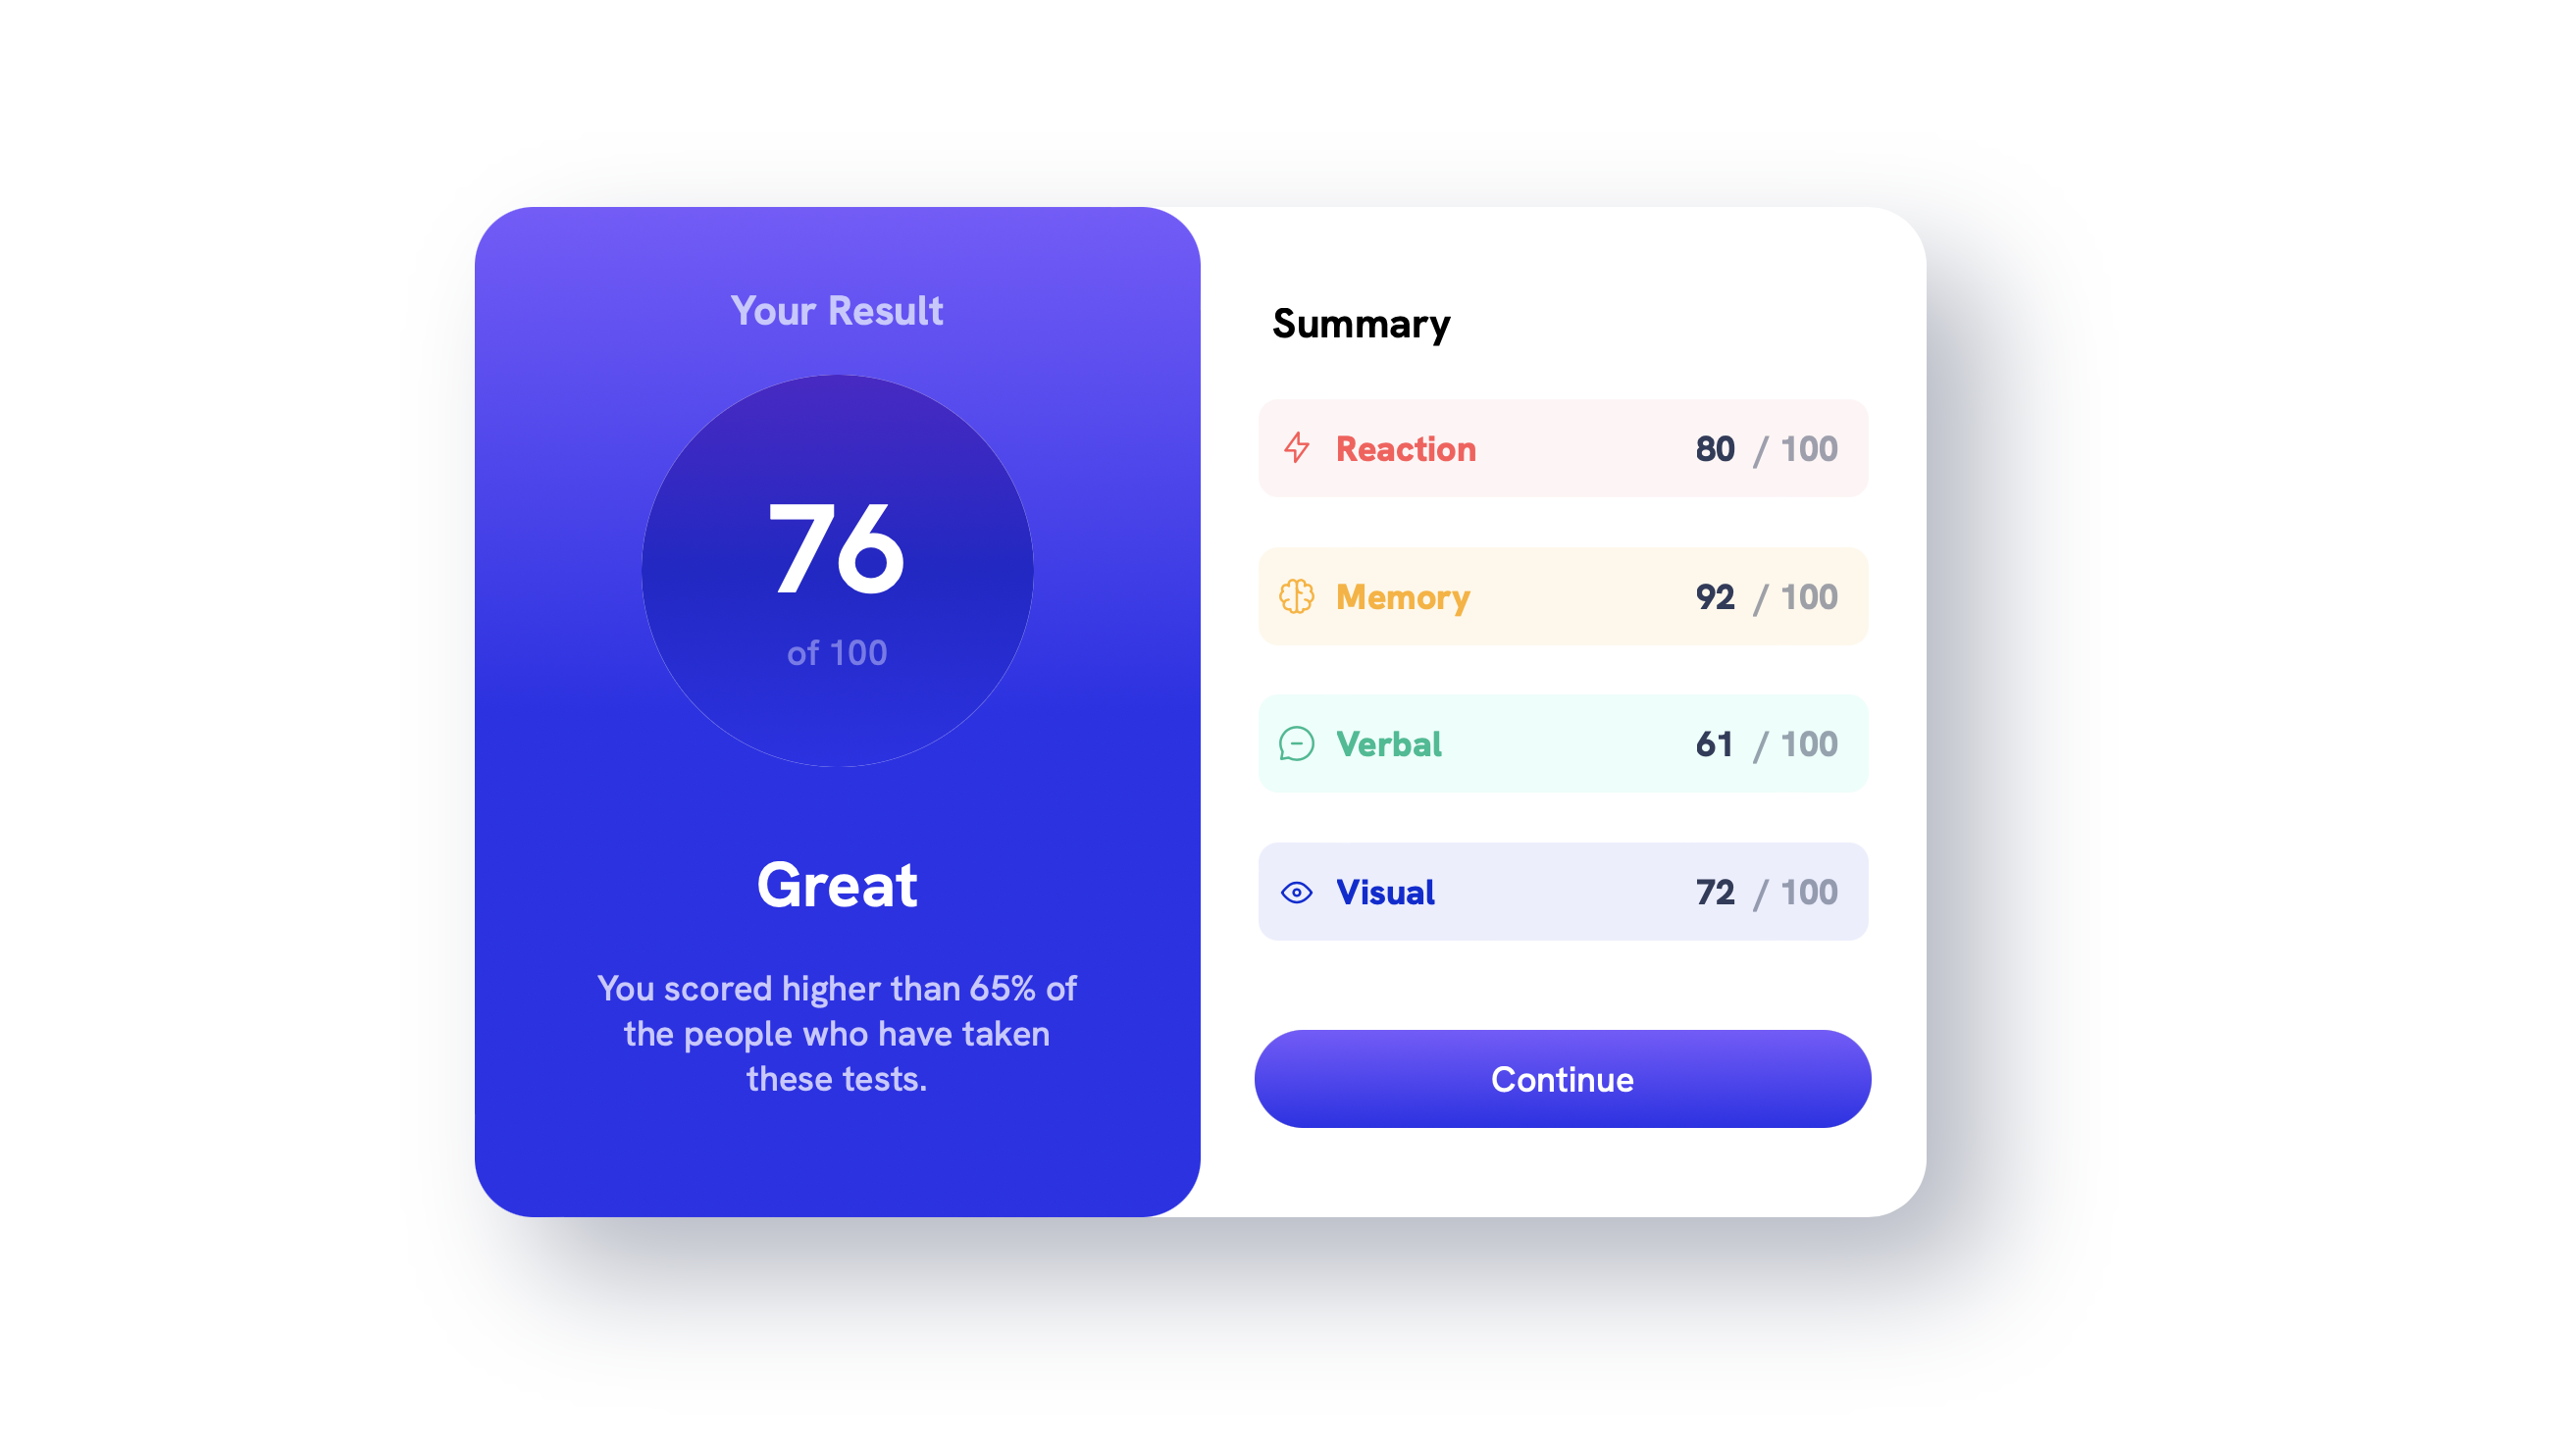 Your Result
76
of 100
Great
You scored higher than 65% of
the people who have taken
these tests.
Summary
Reaction 80 / 100
Memory 92 / 100
Verbal 61 / 100
Visual 72 / 100
Continue